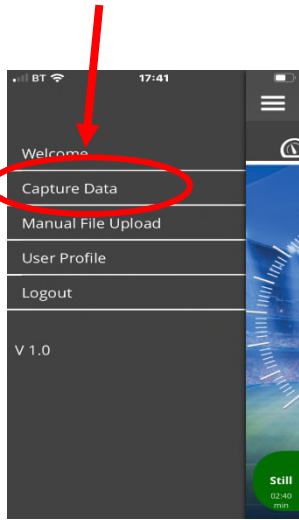 BT 17:41
Welcome
Capture Data
Manual File Upload
User Profile
Logout
V 1.0
Still
02:40
min